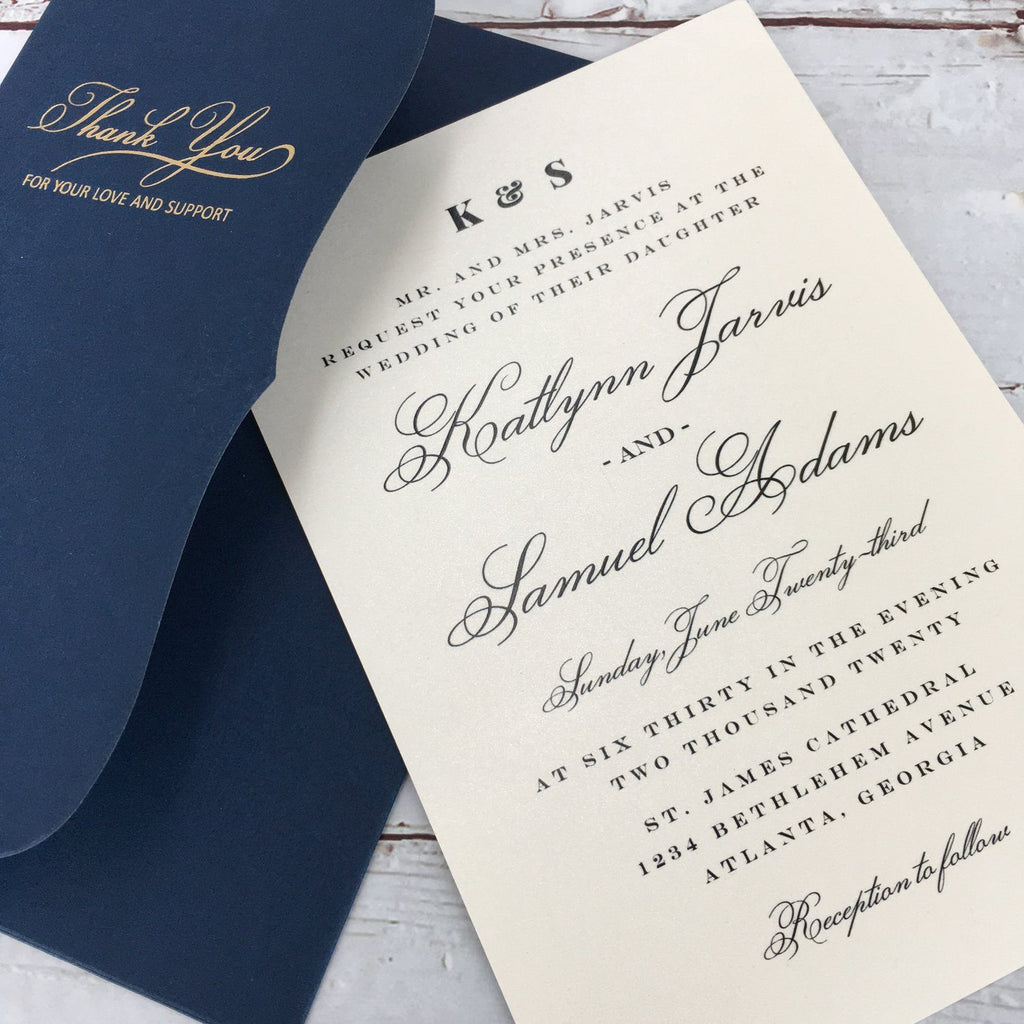 Thank You
FOR YOUR LOVE AND SUPPORT
K & S
MR. AND MRS. JARVIS
REQUEST YOUR PRESENCE AT THE
WEDDING OF THEIR DAUGHTER
Katlynn Jarvis
- AND -
Samuel Adams
Sunday, June Twenty-third
AT SIX THIRTY IN THE EVENING
TWO THOUSAND TWENTY
ST. JAMES CATHEDRAL
1234 BETHLEHEM AVENUE
ATLANTA, GEORGIA
Reception to follow